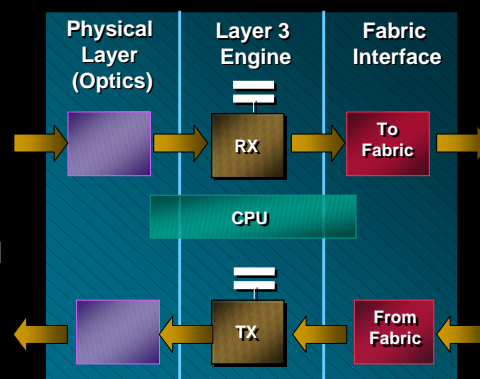 Physical
Layer
(Optics)
Layer 3
Engine
Fabric
Interface
RX
To
Fabric
CPU
TX
From
Fabric